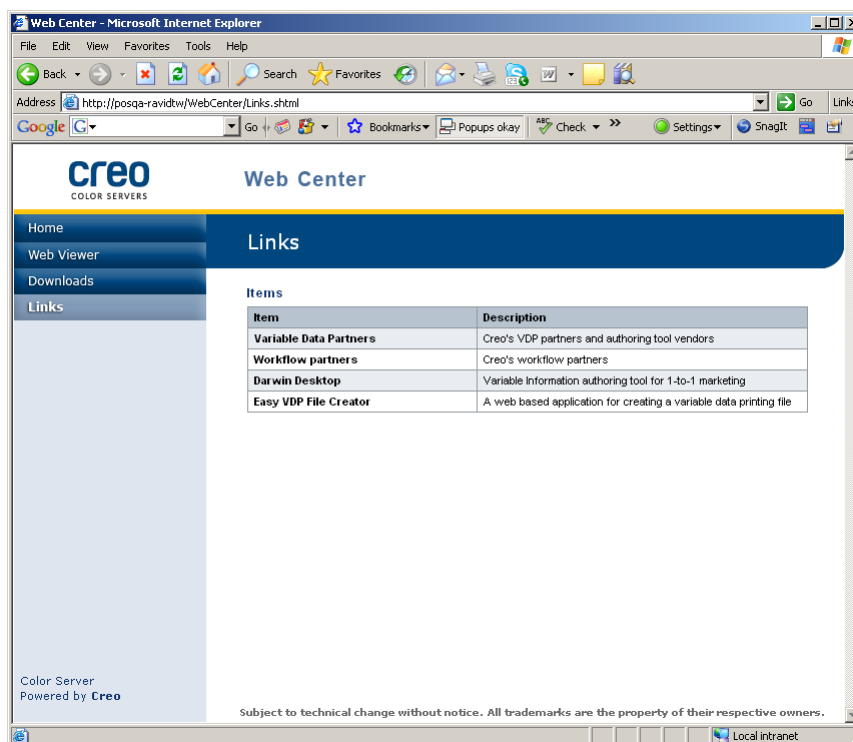 Web Center - Microsoft Internet Explorer
File Edit View Favorites Tools Help
Back Search Favorites
Address http://posqa-ravidtw/WebCenter/Links.shtml Go Links
Google G Go Bookmarks Popups okay ABC Check » Settings SnagIt
creo
COLOR SERVERS
Web Center
Home
Web Viewer
Downloads
Links
Links
Items
Item Description
Variable Data Partners Creo's VDP partners and authoring tool vendors
Workflow partners Creo's workflow partners
Darwin Desktop Variable Information authoring tool for 1-to-1 marketing
Easy VDP File Creator A web based application for creating a variable data printing file
Color Server
Powered by Creo
Subject to technical change without notice. All trademarks are the property of their respective owners.
Local intranet